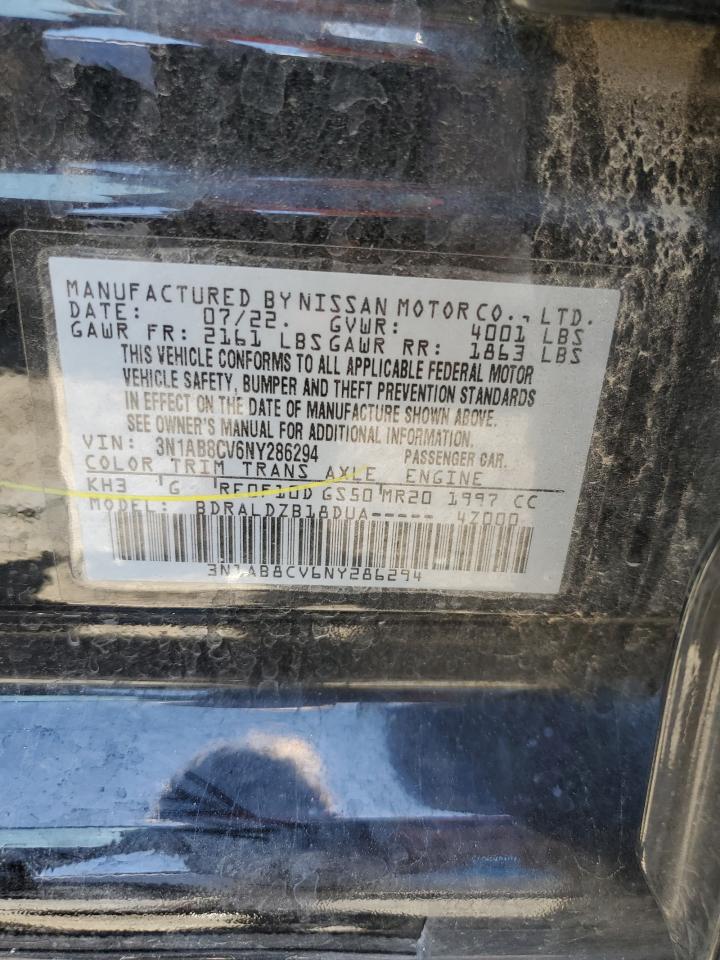 MANUFACTURED BY NISSAN MOTOR CO., LTD.
DATE: 07/22. GVWR: 4001 LBS
GAWR FR: 2161 LBS GAWR RR: 1863 LBS
THIS VEHICLE CONFORMS TO ALL APPLICABLE FEDERAL MOTOR
VEHICLE SAFETY, BUMPER AND THEFT PREVENTION STANDARDS
IN EFFECT ON THE DATE OF MANUFACTURE SHOWN ABOVE.
SEE OWNER'S MANUAL FOR ADDITIONAL INFORMATION.
VIN: 3N1AB8CV6NY286294 PASSENGER CAR.
COLOR TRIM TRANS AXLE ENGINE
KH3 G RE0F10D GS50 MR20 1997 CC
MODEL: BDRALDZB18DUA----- 4Z000
3N1AB8CV6NY286294